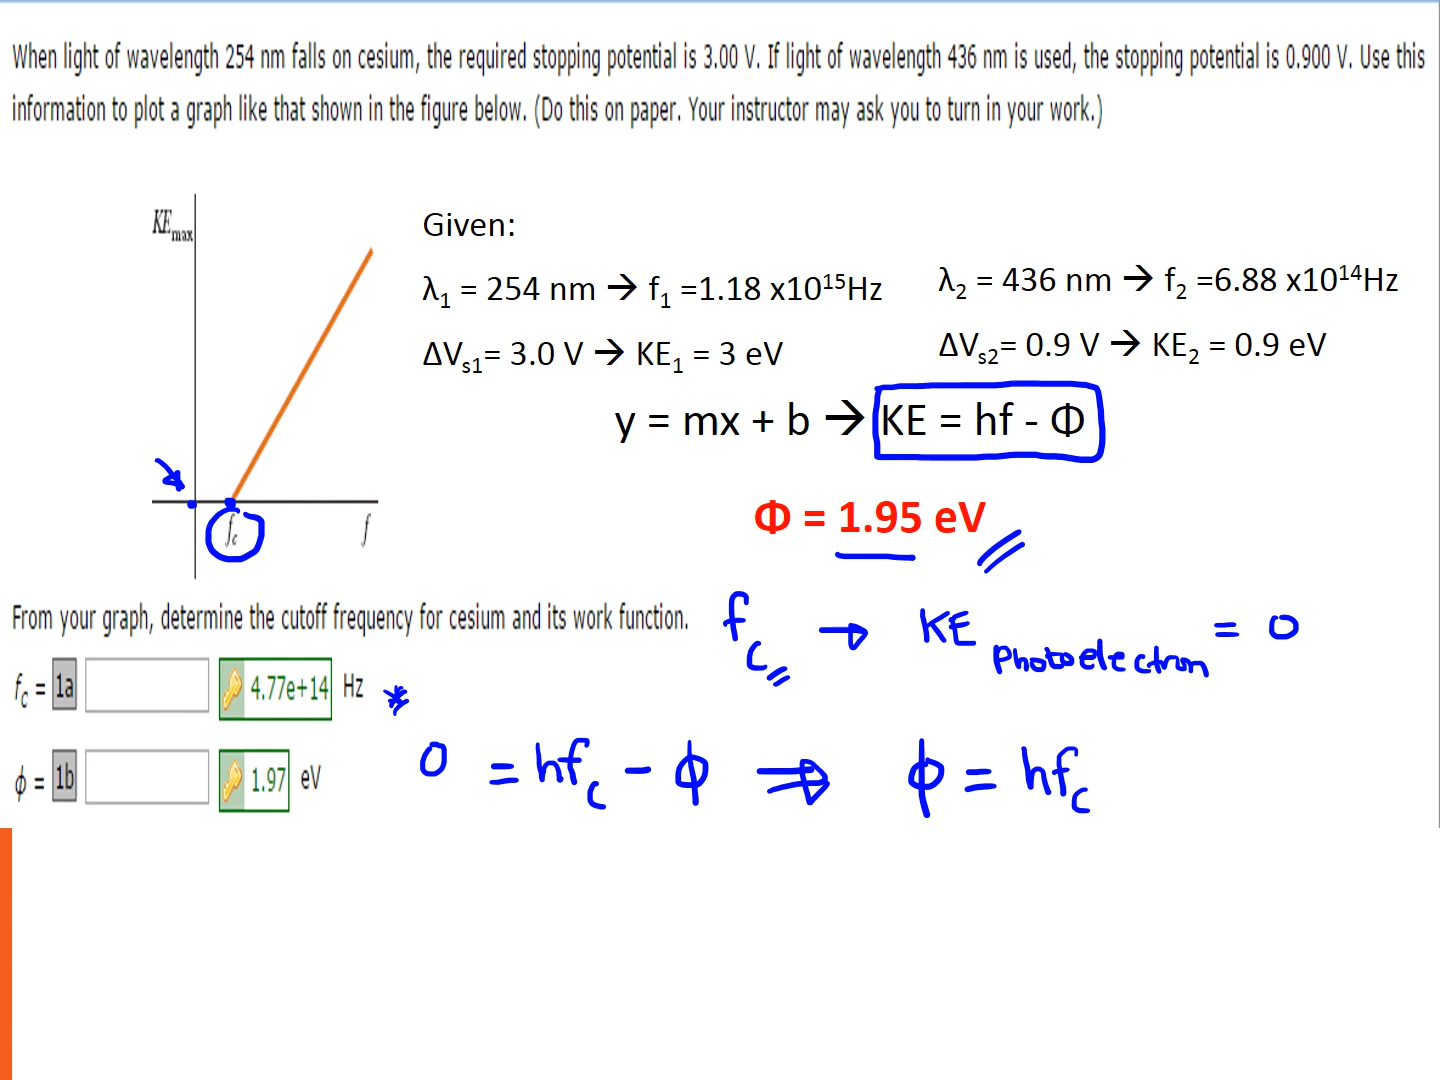 When light of wavelength 254 nm falls on cesium, the required stopping potential is 3.00 V. If light of wavelength 436 nm is used, the stopping potential is 0.900 V. Use this
information to plot a graph like that shown in the figure below. (Do this on paper. Your instructor may ask you to turn in your work.)
KEmax
Given:
λ₁ = 254 nm → f₁ =1.18 x10¹⁵Hz
λ₂ = 436 nm → f₂ =6.88 x10¹⁴Hz
ΔVs1= 3.0 V → KE₁ = 3 eV
ΔVs2= 0.9 V → KE₂ = 0.9 eV
y = mx + b → KE = hf - Φ
Φ = 1.95 eV
fc
f
From your graph, determine the cutoff frequency for cesium and its work function.
fc → KE photoelectron = 0
fc = 1a 4.77e+14 Hz *
0 = hfc - ϕ ⇒ ϕ = hfc
ϕ = 1b 1.97 eV